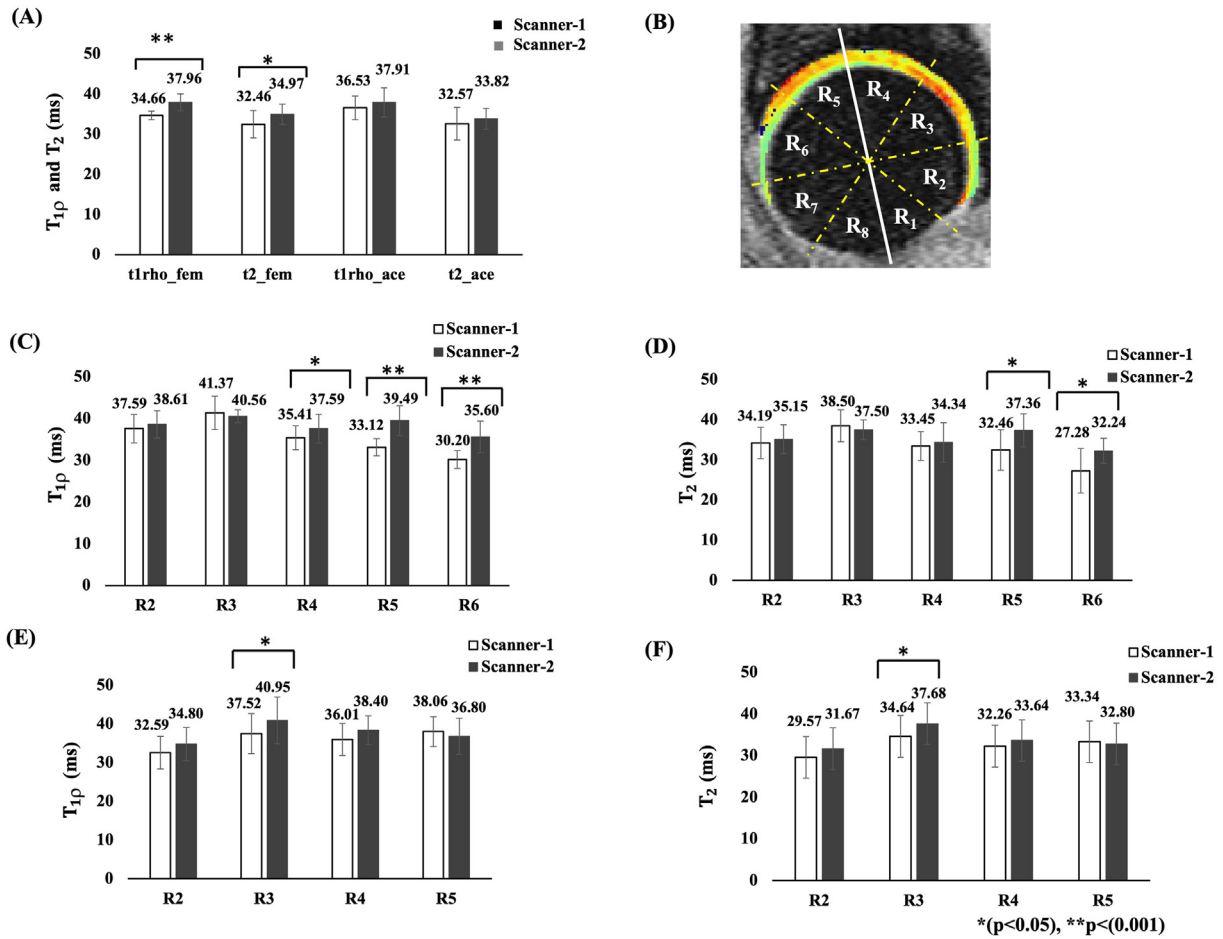 (A)
Scanner-1
Scanner-2
50
40
30
20
10
0
T1ρ and T2 (ms)
**
*
34.66 37.96 32.46 34.97 36.53 37.91 32.57 33.82
t1rho_fem t2_fem t1rho_ace t2_ace
(B)
R5 R4
R6 R3
R7 R2
R8 R1
(C)
Scanner-1
Scanner-2
50
40
30
20
10
0
T1ρ (ms)
* ** **
37.59 38.61 41.37 40.56 35.41 37.59 33.12 39.49 30.20 35.60
R2 R3 R4 R5 R6
(D)
Scanner-1
Scanner-2
50
40
30
20
10
0
T2 (ms)
* *
34.19 35.15 38.50 37.50 33.45 34.34 32.46 37.36 27.28 32.24
R2 R3 R4 R5 R6
(E)
Scanner-1
Scanner-2
50
40
30
20
10
0
T1ρ (ms)
*
32.59 34.80 37.52 40.95 36.01 38.40 38.06 36.80
R2 R3 R4 R5
(F)
Scanner-1
Scanner-2
50
40
30
20
10
0
T2 (ms)
*
29.57 31.67 34.64 37.68 32.26 33.64 33.34 32.80
R2 R3 R4 R5
*(p<0.05), **p<(0.001)